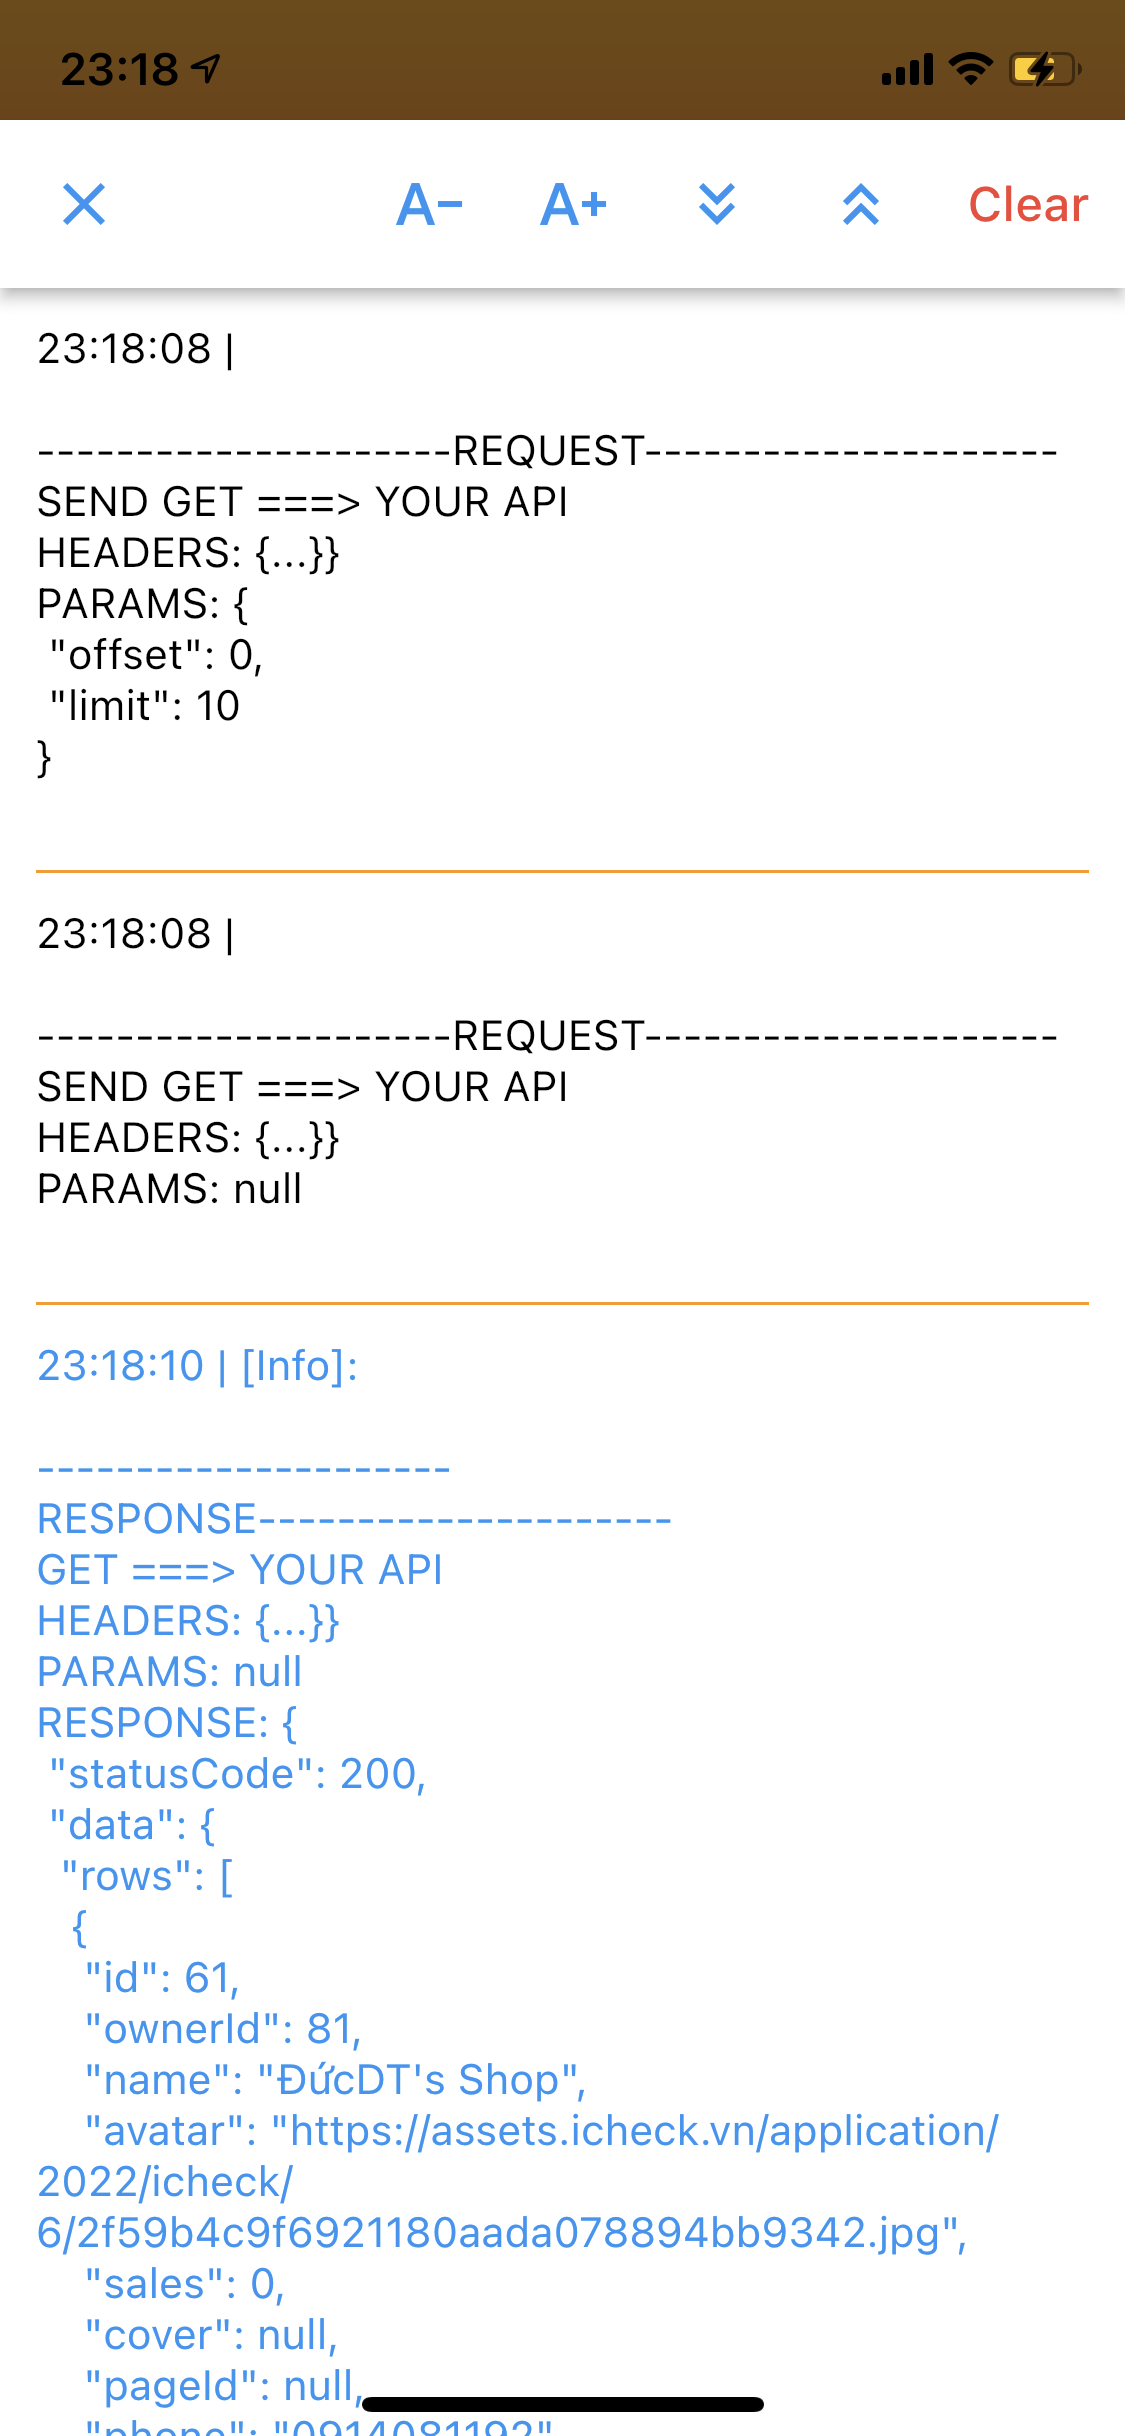 23:18
A- A+ Clear
23:18:08 |
---------------------REQUEST---------------------
SEND GET ===> YOUR API
HEADERS: {...}}
PARAMS: {
"offset": 0,
"limit": 10
}
23:18:08 |
---------------------REQUEST---------------------
SEND GET ===> YOUR API
HEADERS: {...}}
PARAMS: null
23:18:10 | [Info]:
---------------------
RESPONSE---------------------
GET ===> YOUR API
HEADERS: {...}}
PARAMS: null
RESPONSE: {
"statusCode": 200,
"data": {
"rows": [
{
"id": 61,
"ownerId": 81,
"name": "ĐứcDT's Shop",
"avatar": "https://assets.icheck.vn/application/
2022/icheck/
6/2f59b4c9f6921180aada078894bb9342.jpg",
"sales": 0,
"cover": null,
"pageId": null,
"phone": "0914081192"